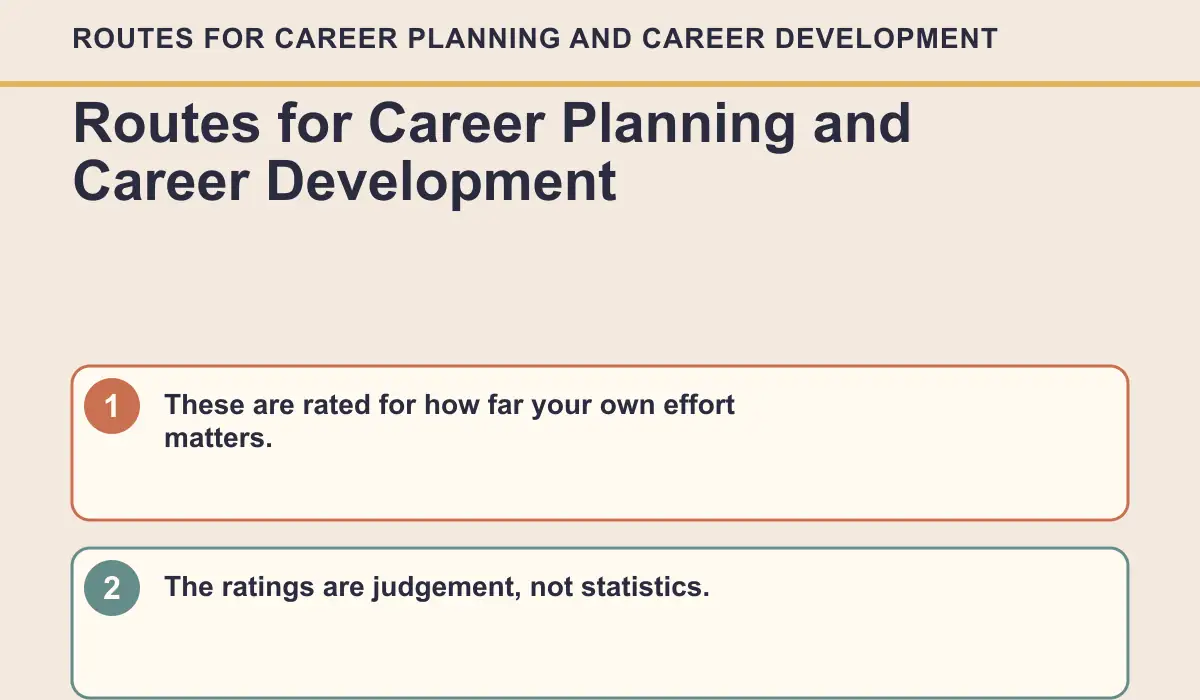 ROUTES FOR CAREER PLANNING AND CAREER DEVELOPMENT
Routes for Career Planning and
Career Development
1
These are rated for how far your own effort
matters.
2
The ratings are judgement, not statistics.